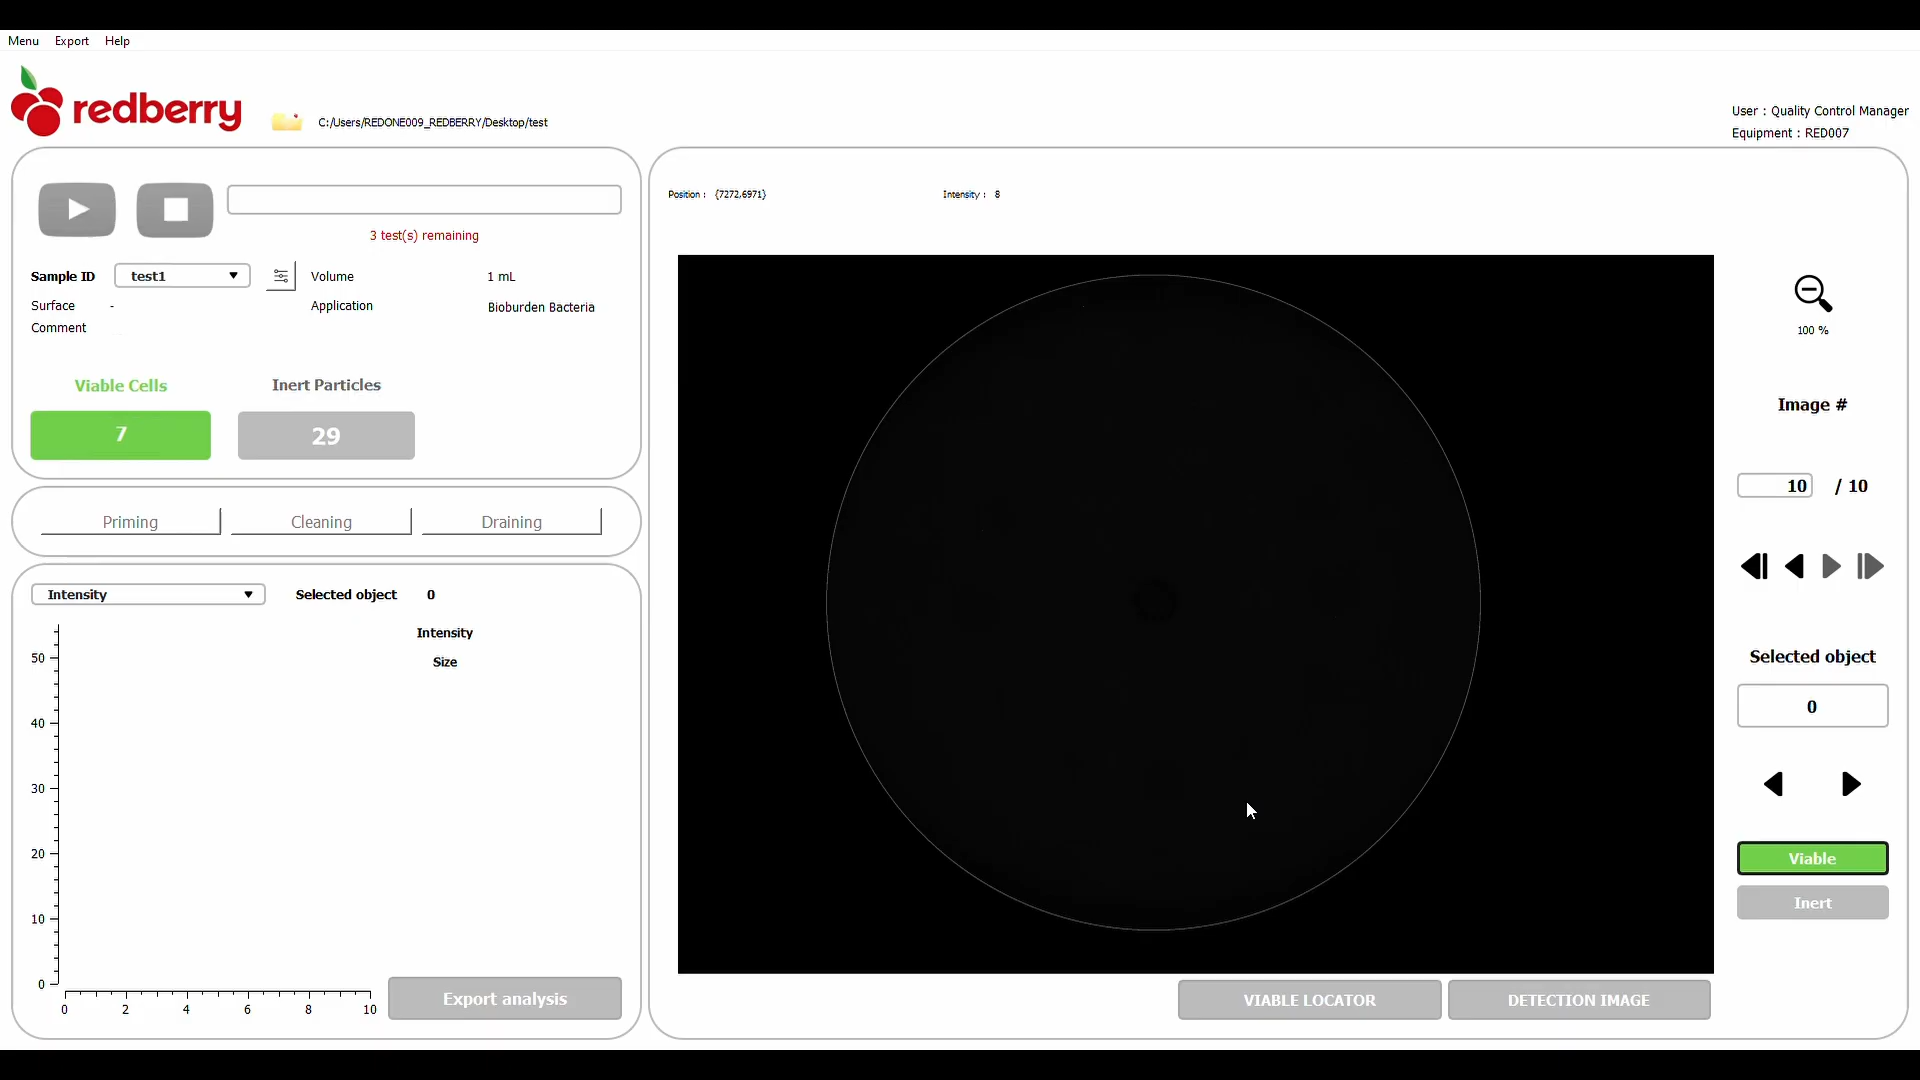 Menu Export Help
redberry
C:/Users/REDONE009_REDBERRY/Desktop/test
User : Quality Control Manager
Equipment : RED007
3 test(s) remaining
Sample ID test1 Volume 1 mL
Surface - Application Bioburden Bacteria
Comment
Viable Cells Inert Particles
7 29
Priming Cleaning Draining
Intensity Selected object 0
Intensity
Size
50
40
30
20
10
0
0 2 4 6 8 10
Export analysis
Position : {7272,6971} Intensity : 8
100 %
Image #
10 / 10
Selected object
0
Viable
Inert
VIABLE LOCATOR DETECTION IMAGE